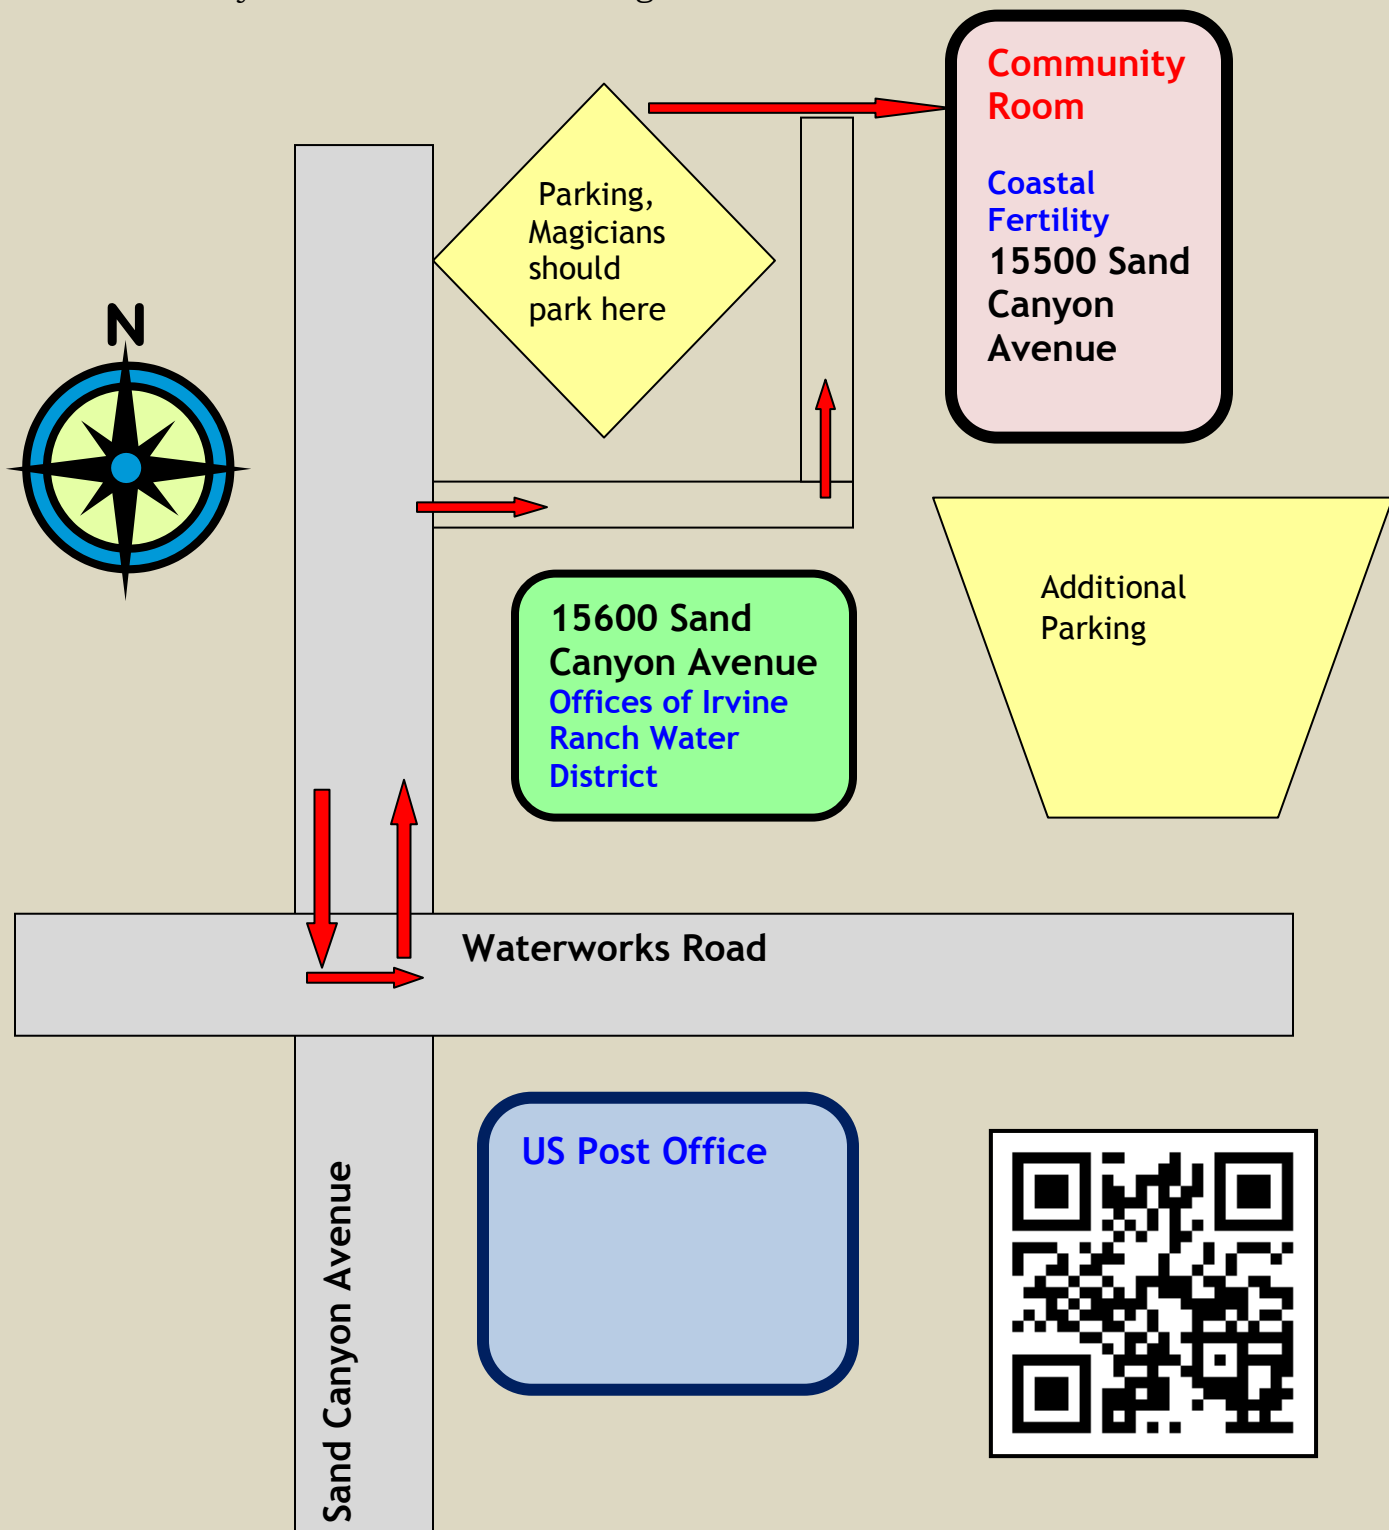 Community
Room
Coastal
Fertility
15500 Sand
Canyon
Avenue
Parking,
Magicians
should
park here
N
Additional
Parking
15600 Sand
Canyon Avenue
Offices of Irvine
Ranch Water
District
Waterworks Road
US Post Office
Sand Canyon Avenue